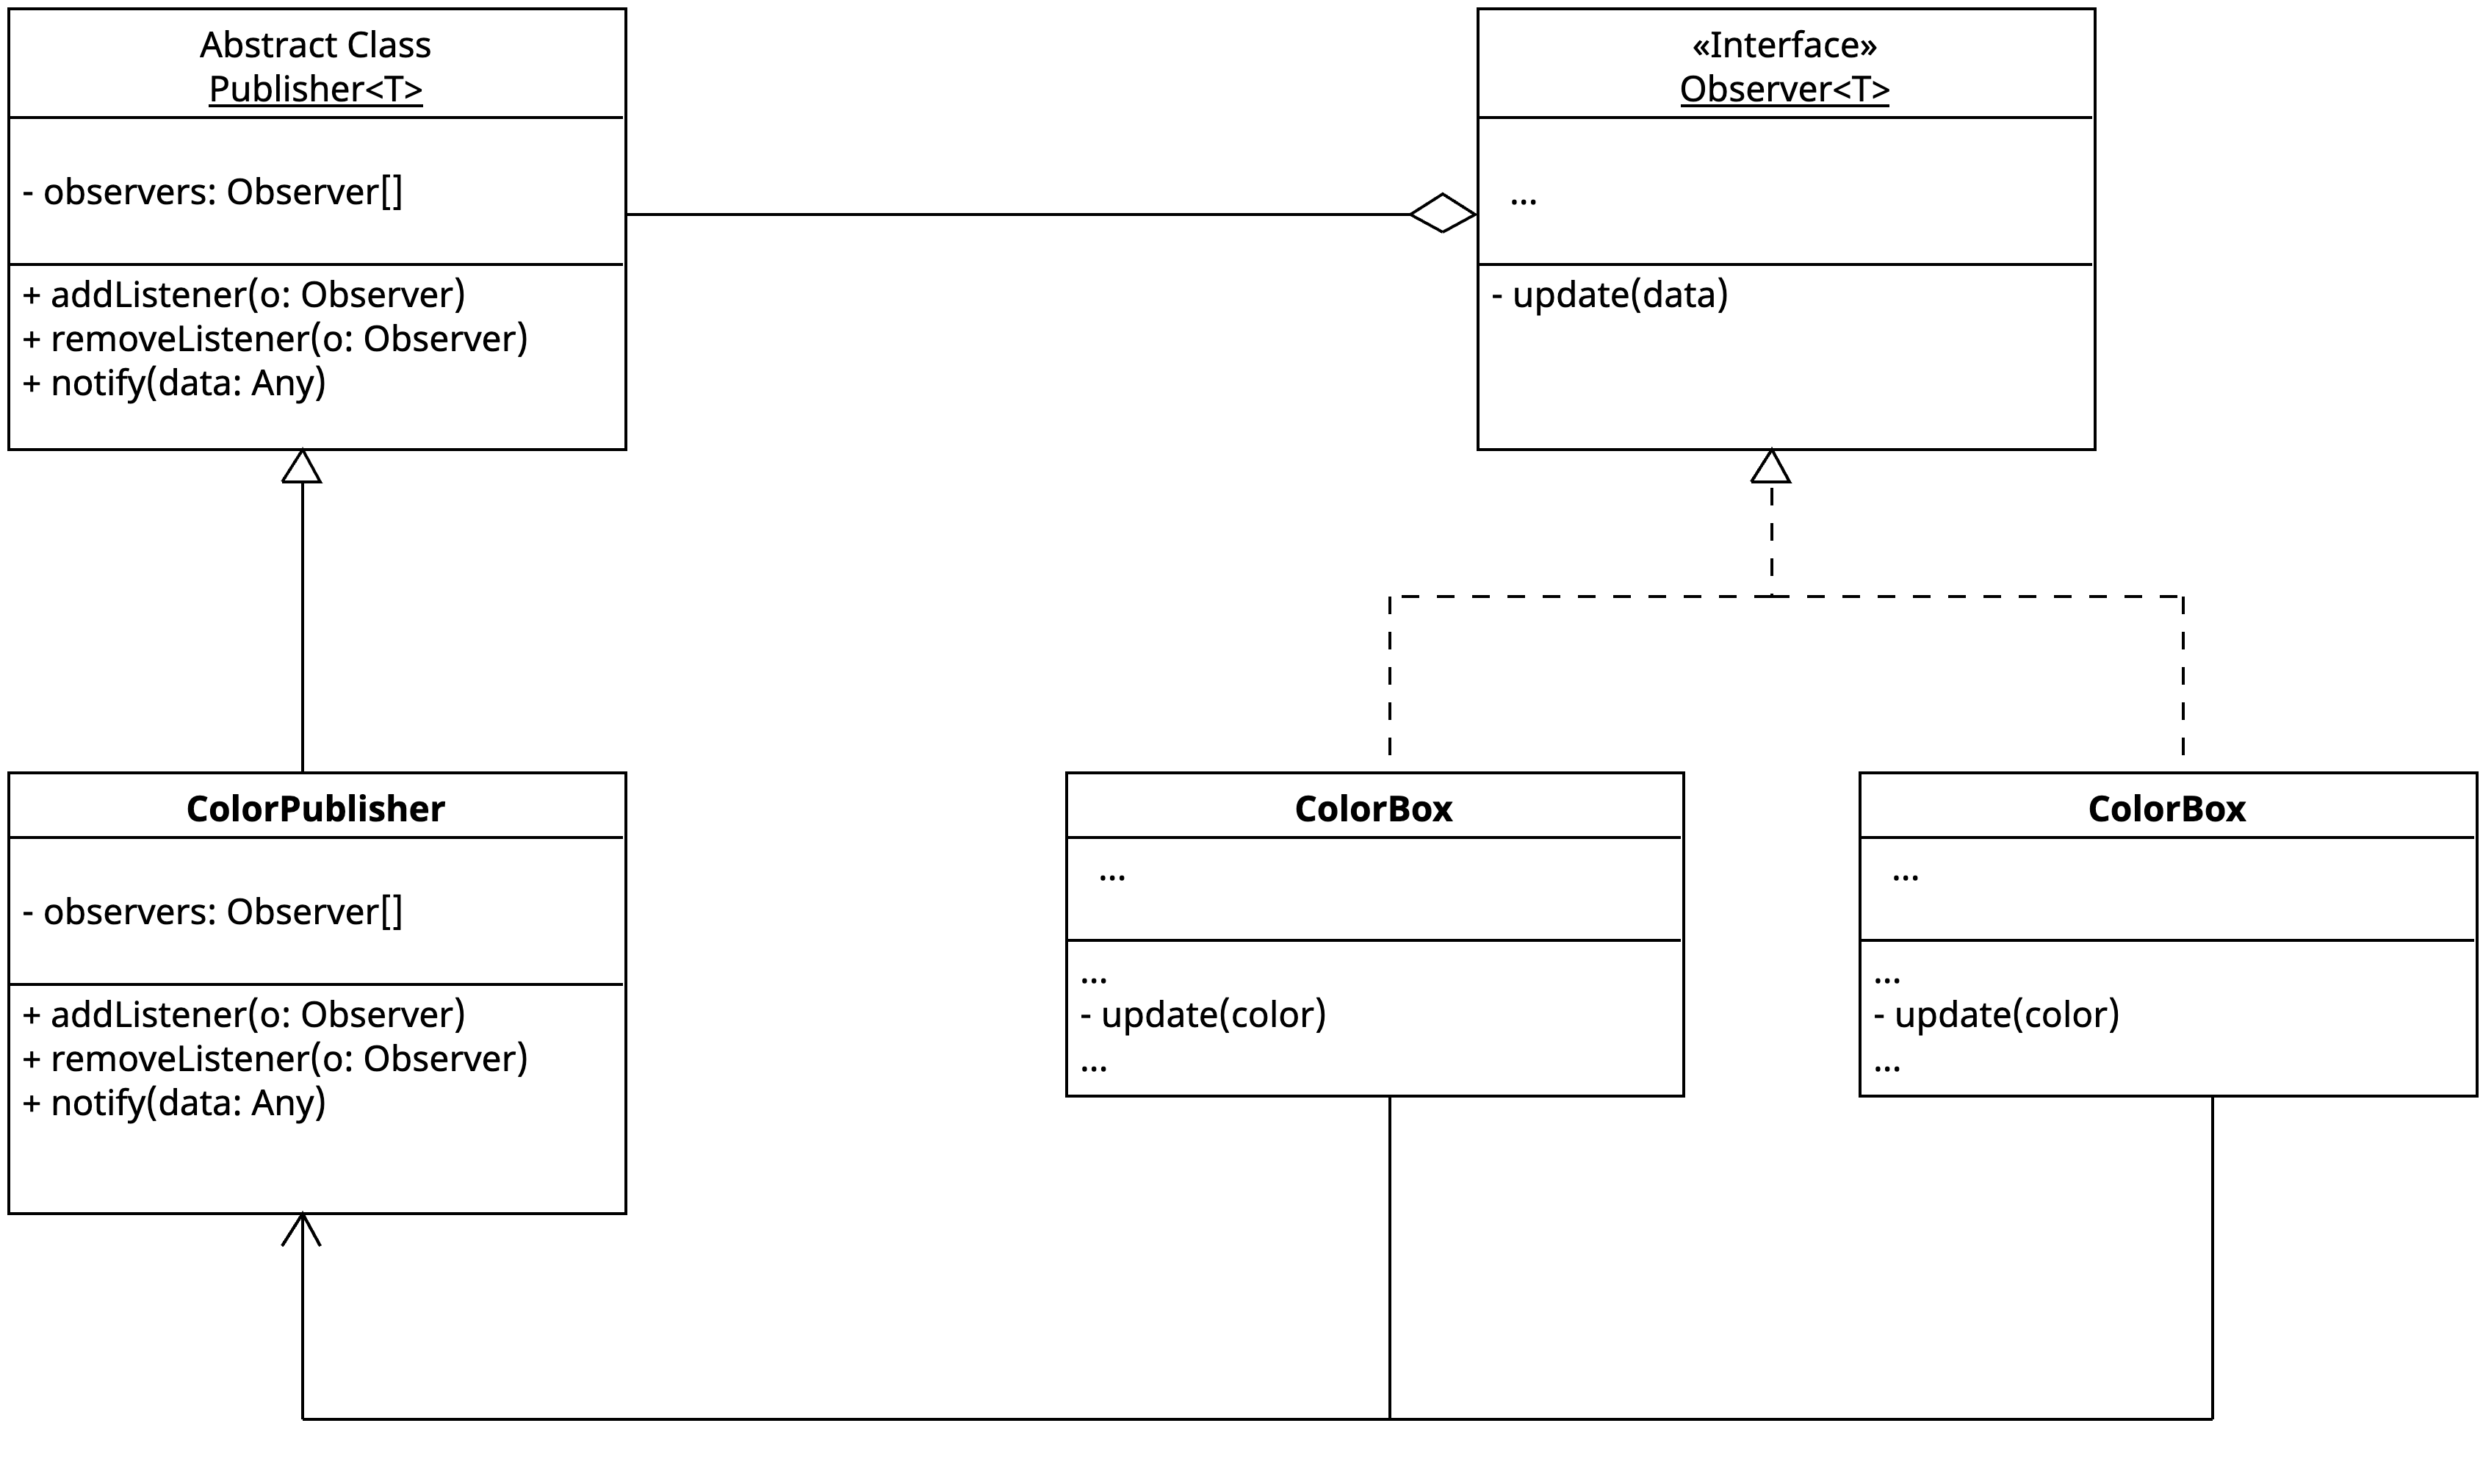 Abstract Class
Publisher<T>
- observers: Observer[]
+ addListener(o: Observer)
+ removeListener(o: Observer)
+ notify(data: Any)
«Interface»
Observer<T>
...
- update(data)
ColorPublisher
- observers: Observer[]
+ addListener(o: Observer)
+ removeListener(o: Observer)
+ notify(data: Any)
ColorBox
...
...
- update(color)
...
ColorBox
...
...
- update(color)
...